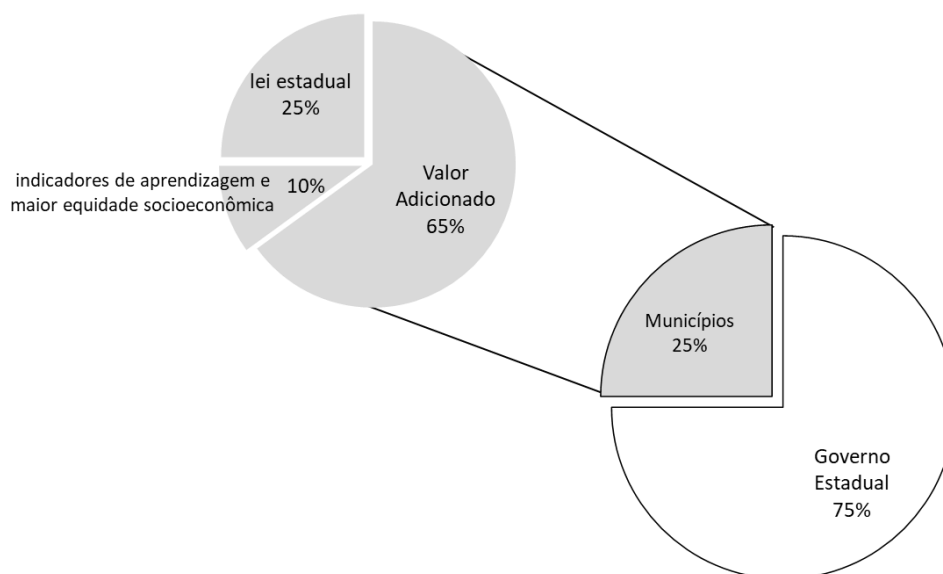 lei estadual
25%
indicadores de aprendizagem e
maior equidade socioeconômica
10%
Valor
Adicionado
65%
Municípios
25%
Governo
Estadual
75%